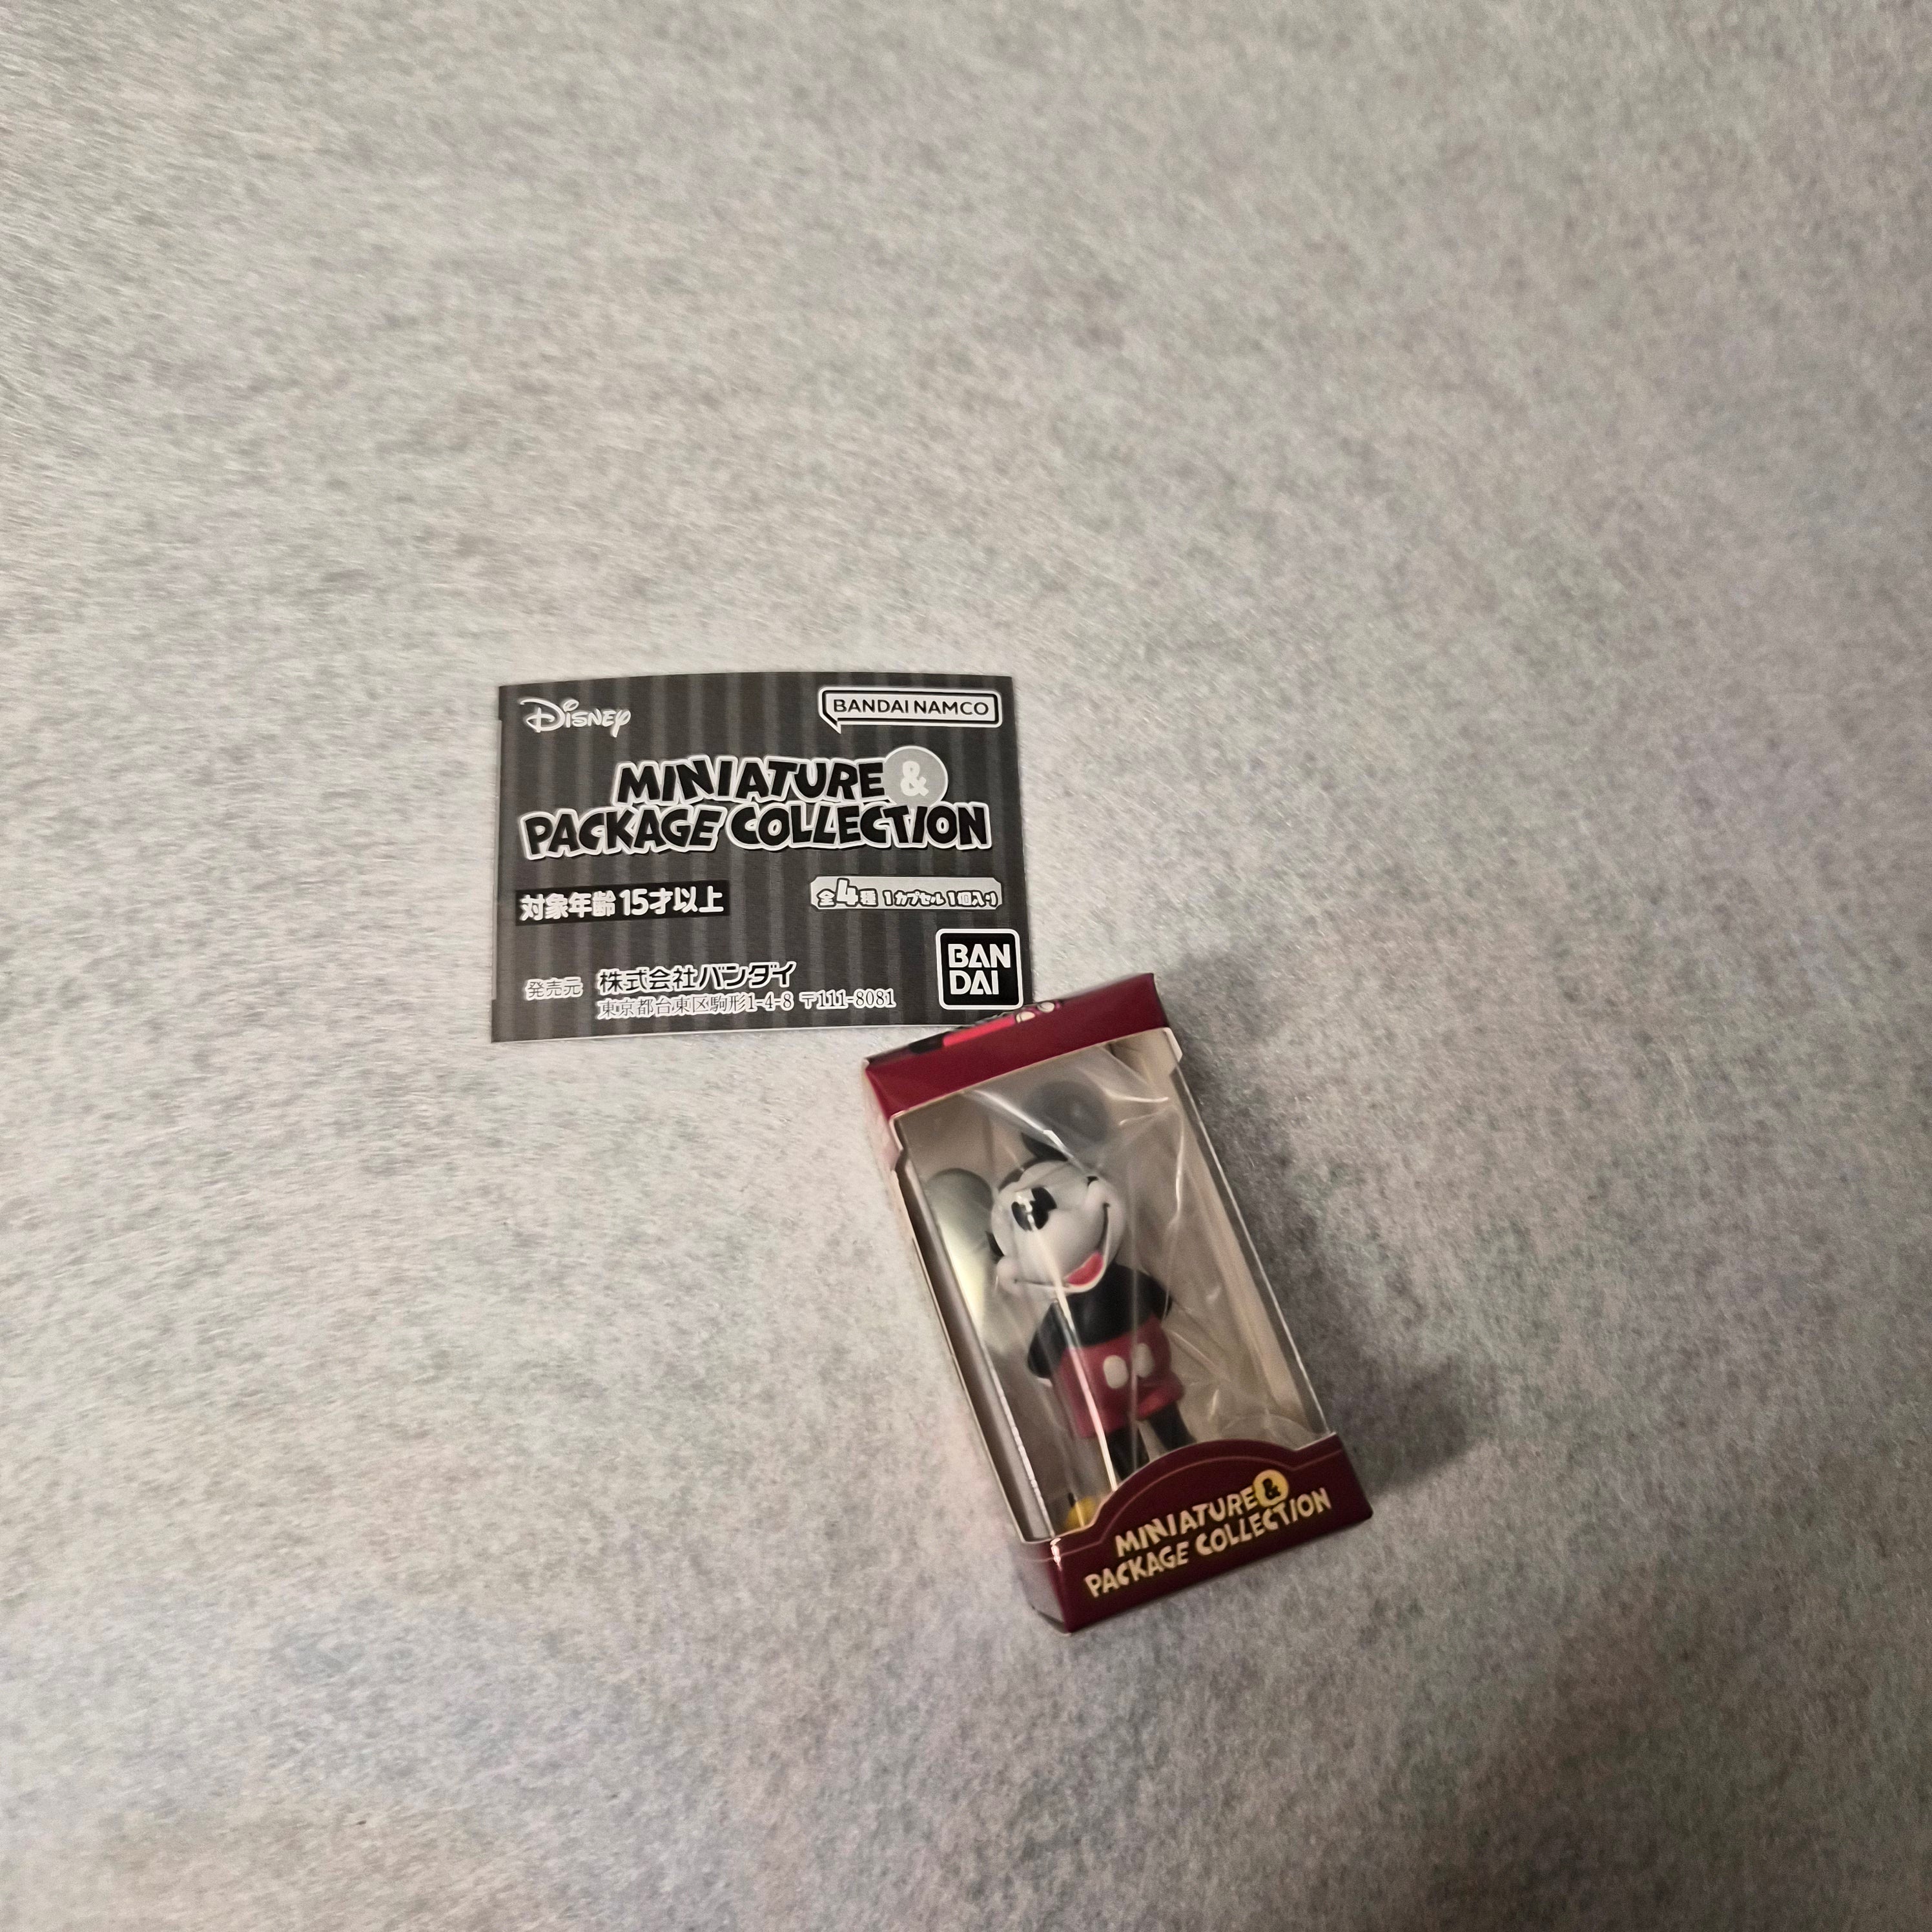 Disney
BANDAI NAMCO
MINIATURE &
PACKAGE COLLECTION
対象年齢 15才以上
全4種 1カプセル1個入り
BAN
DAI
発売元 株式会社バンダイ
東京都台東区駒形1-4-8 〒111-8081
MINIATURE &
PACKAGE COLLECTION